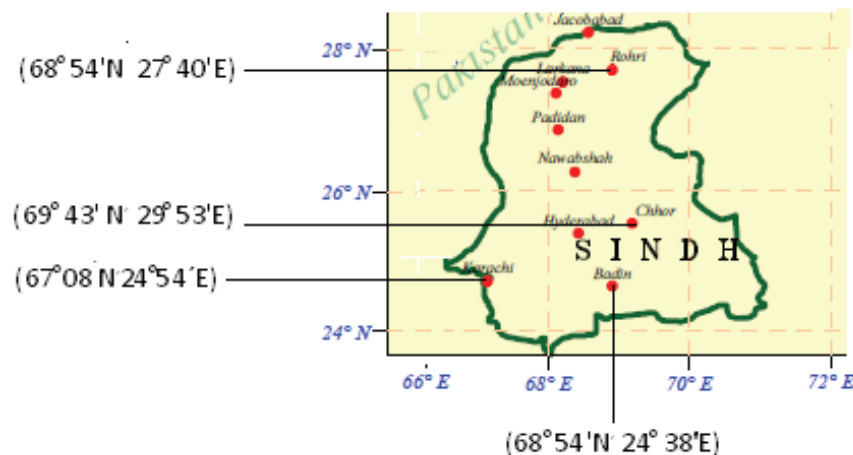 Jacobabad
Pakistan
28° N
Rohri
(68°54'N 27°40'E)
Larkana
Moenjodaro
Padidan
Nawabshah
26° N
(69°43' N 29°53'E)
Chhor
Hyderabad
S I N D H
(67°08 N 24°54´E)
Karachi
Badin
24° N
66° E
68° E
70° E
72° E
(68°54'N 24° 38'E)